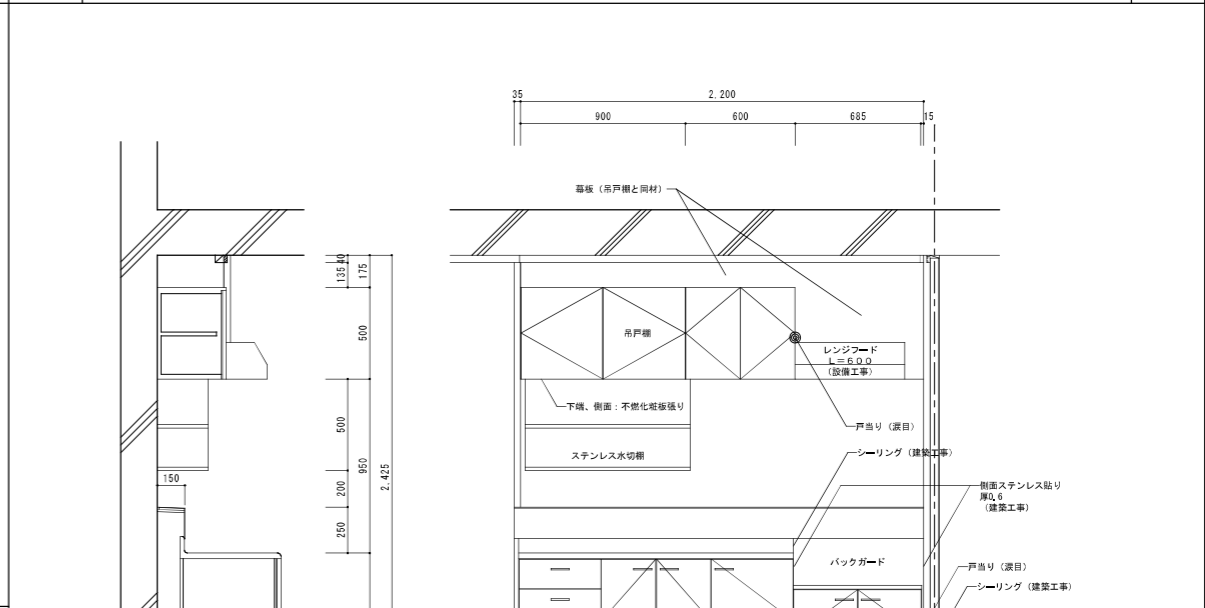 35
2,200
900
600
685
15
幕板（吊戸棚と同材）
40
135
175
500
吊戸棚
レンジフード
L=600
（設備工事）
下端、側面：不燃化粧板張り
戸当り（涙目）
500
ステンレス水切棚
シーリング（建築工事）
950
2,425
150
200
側面ステンレス貼り
厚0.6
（建築工事）
250
バックガード
戸当り（涙目）
シーリング（建築工事）